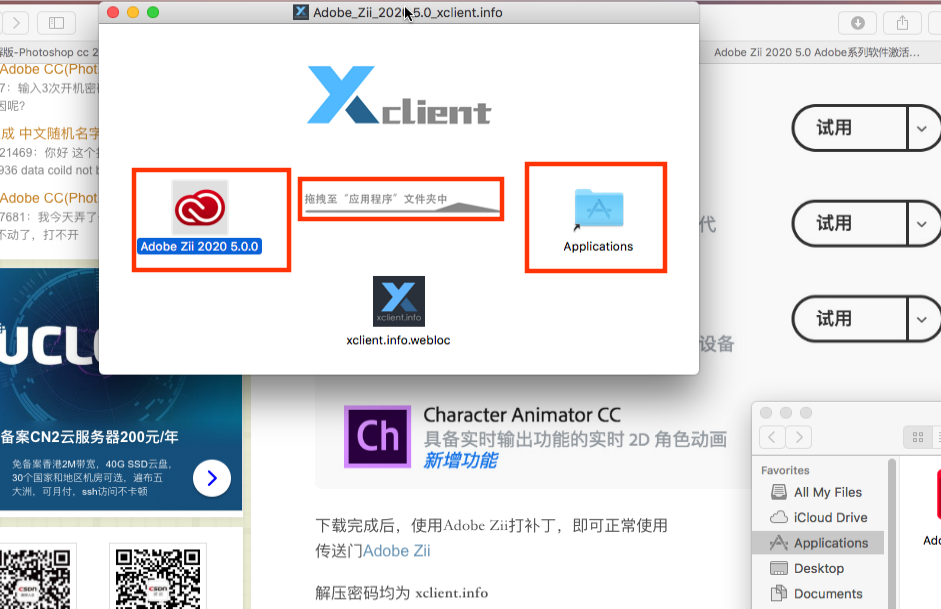 Adobe_Zii_2020_5.0_xclient.info
解版-Photoshop cc 2
Adobe Zii 2020 5.0 Adobe系列软件激活...
Adobe CC(Phot
7：输入3次开机密码
因呢?
成 中文随机名字
21469：你好 这个
936 data coild not b
Adobe CC(Phot
7681：我今天弄了
不动了，打不开
Xclient
拖拽至“应用程序”文件夹中
Adobe Zii 2020 5.0.0
Applications
xclient.info
xclient.info.webloc
试用
代
试用
试用
设备
UCLO
备案CN2云服务器200元/年
免备案香港2M带宽，40G SSD云盘，
30个国家和地区机房可选，遍布五
大洲，可月付，ssh访问不卡顿
CSDN
CSDN
Ch
Character Animator CC
具备实时输出功能的实时 2D 角色动画
新增功能
下载完成后，使用Adobe Zii打补丁，即可正常使用
传送门Adobe Zii
解压密码均为 xclient.info
Favorites
All My Files
iCloud Drive
Applications
Desktop
Documents
Ado